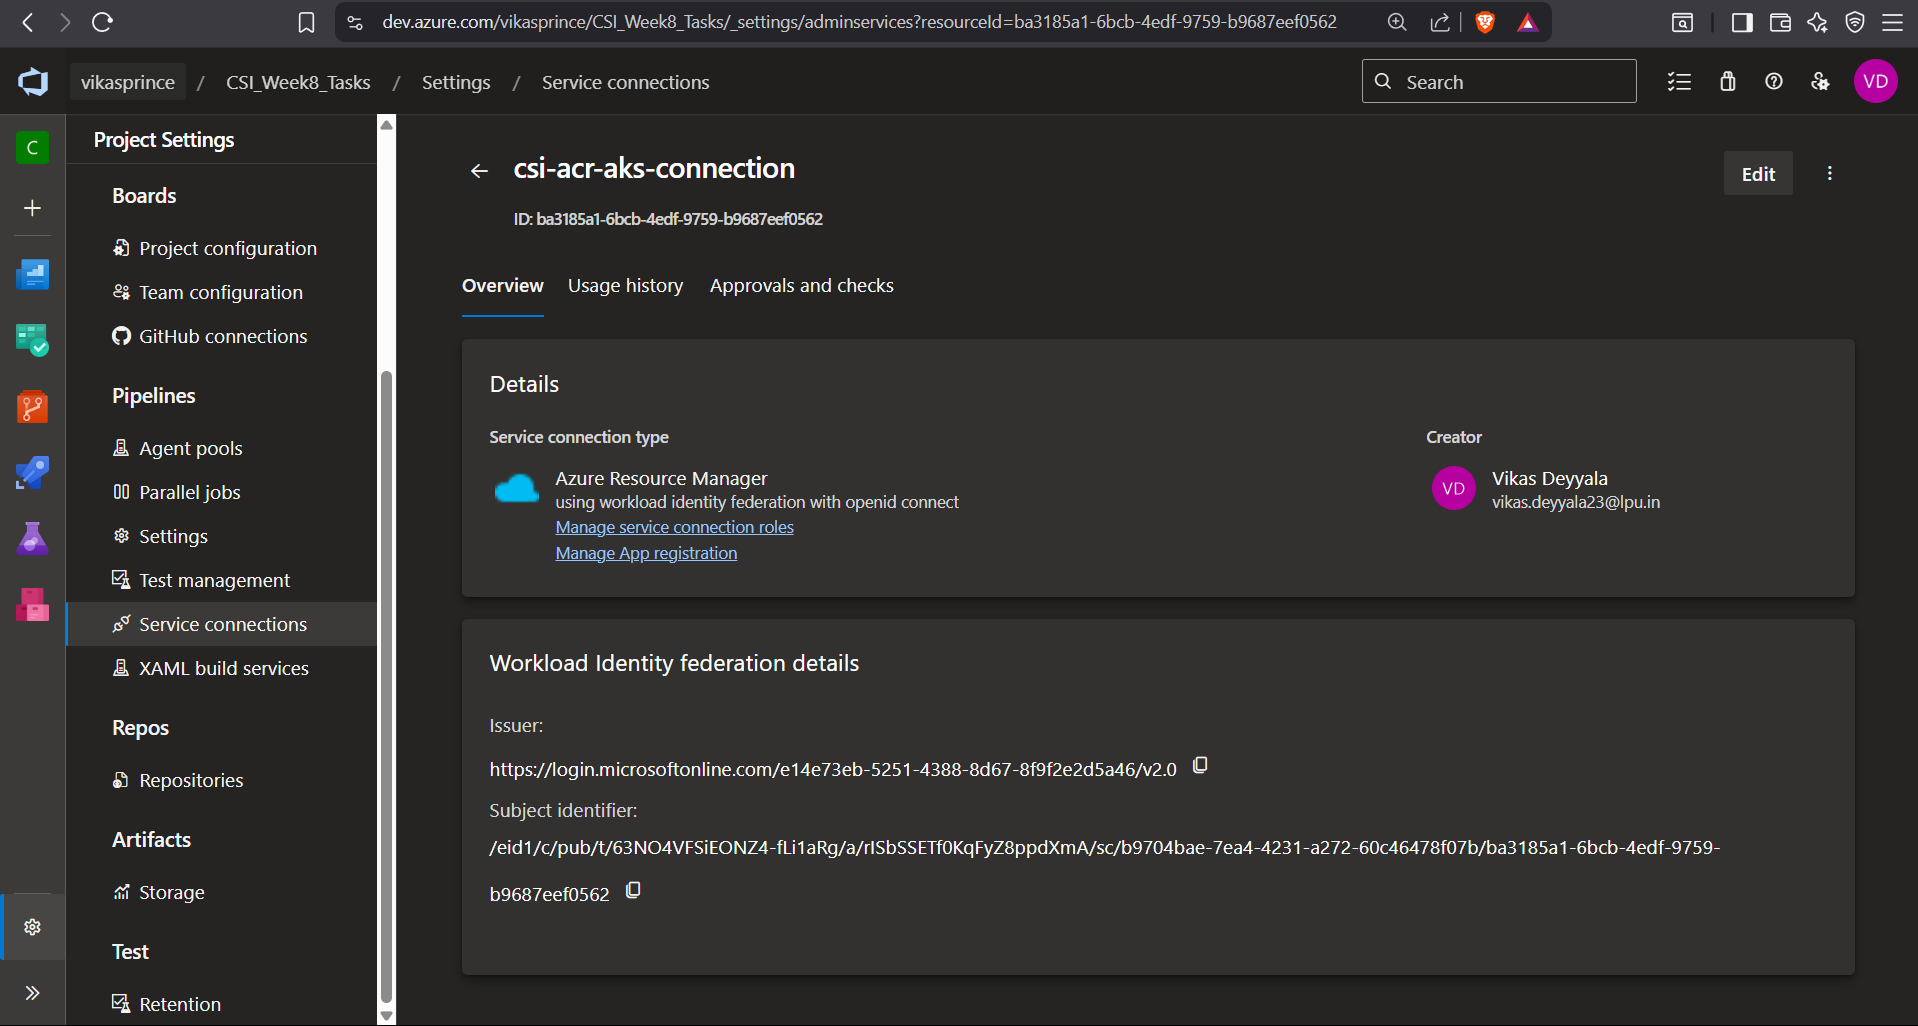 dev.azure.com/vikasprince/CSI_Week8_Tasks/_settings/adminservices?resourceId=ba3185a1-6bcb-4edf-9759-b9687eef0562
vikasprince / CSI_Week8_Tasks / Settings / Service connections
Search
VD
C
Project Settings
Boards
Project configuration
Team configuration
GitHub connections
Pipelines
Agent pools
Parallel jobs
Settings
Test management
Service connections
XAML build services
Repos
Repositories
Artifacts
Storage
Test
Retention
csi-acr-aks-connection
Edit
ID: ba3185a1-6bcb-4edf-9759-b9687eef0562
Overview Usage history Approvals and checks
Details
Service connection type
Azure Resource Manager
using workload identity federation with openid connect
Manage service connection roles
Manage App registration
Creator
VD
Vikas Deyyala
vikas.deyyala23@lpu.in
Workload Identity federation details
Issuer:
https://login.microsoftonline.com/e14e73eb-5251-4388-8d67-8f9f2e2d5a46/v2.0
Subject identifier:
/eid1/c/pub/t/63NO4VFSiEONZ4-fLi1aRg/a/rISbSSETf0KqFyZ8ppdXmA/sc/b9704bae-7ea4-4231-a272-60c46478f07b/ba3185a1-6bcb-4edf-9759-
b9687eef0562